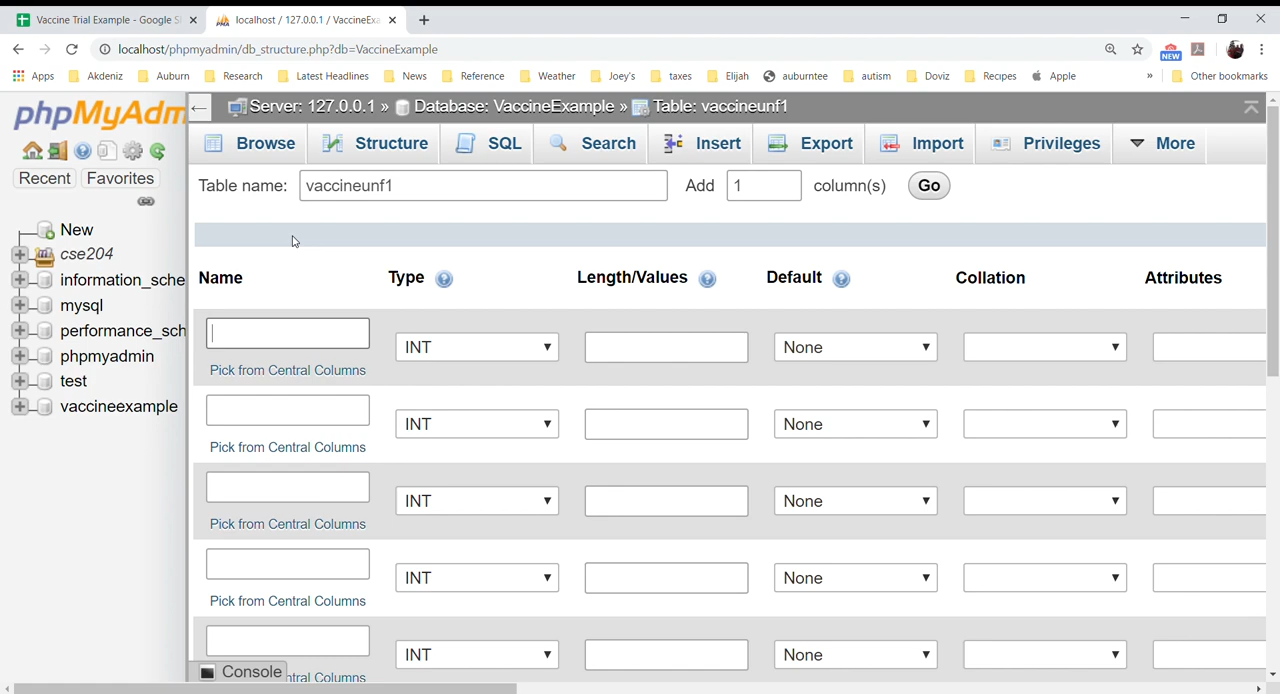 Vaccine Trial Example - Google S
localhost / 127.0.0.1 / VaccineExa
localhost/phpmyadmin/db_structure.php?db=VaccineExample
NEW
Apps Akdeniz Auburn Research Latest Headlines News Reference Weather Joey's taxes Elijah auburntee autism Doviz Recipes Apple » Other bookmarks
phpMyAdm
Server: 127.0.0.1 » Database: VaccineExample » Table: vaccineunf1
Browse Structure SQL Search Insert Export Import Privileges More
Recent Favorites
Table name: vaccineunf1 Add 1 column(s) Go
New
cse204
information_sche
mysql
performance_sch
phpmyadmin
test
vaccineexample
Name Type Length/Values Default Collation Attributes
INT None
Pick from Central Columns
INT None
Pick from Central Columns
INT None
Pick from Central Columns
INT None
Pick from Central Columns
INT None
Console ntral Columns